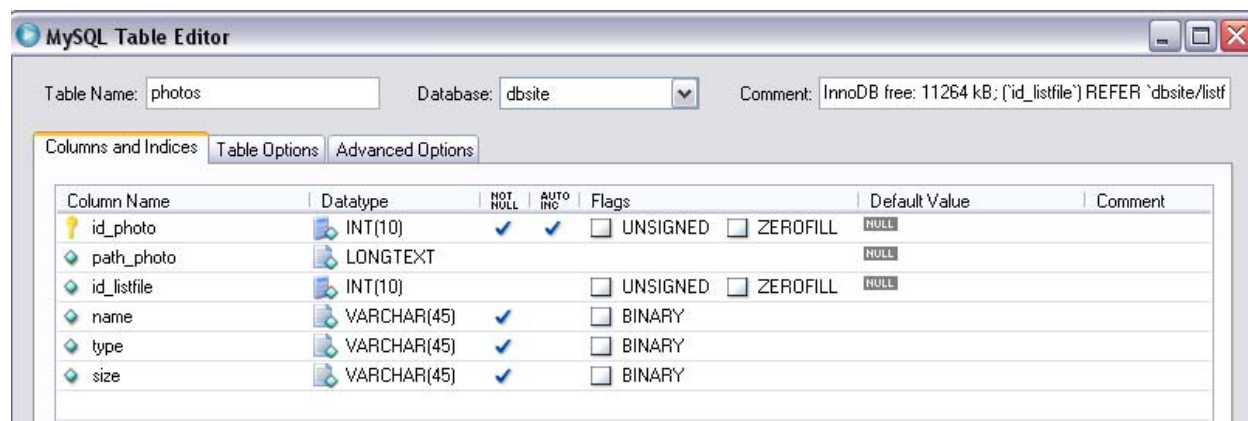 MySQL Table Editor
Table Name: photos Database: dbsite Comment: InnoDB free: 11264 kB; (`id_listfile`) REFER `dbsite/listf
Columns and Indices Table Options Advanced Options
Column Name Datatype NOT NULL AUTO INC Flags Default Value Comment
id_photo INT(10) UNSIGNED ZEROFILL NULL
path_photo LONGTEXT NULL
id_listfile INT(10) UNSIGNED ZEROFILL NULL
name VARCHAR(45) BINARY
type VARCHAR(45) BINARY
size VARCHAR(45) BINARY